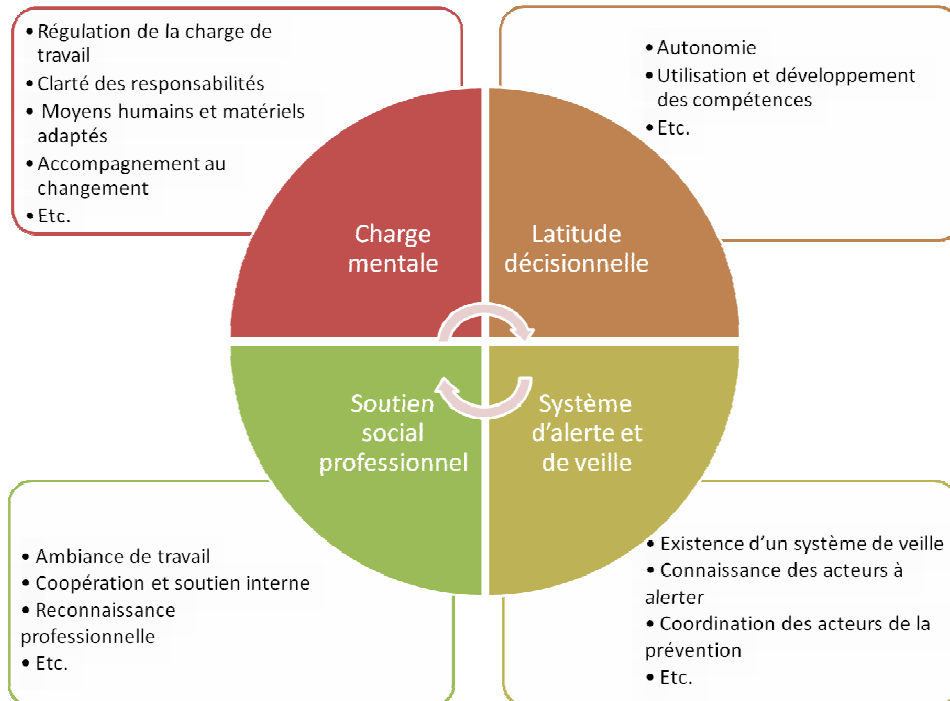 • Régulation de la charge de
travail
• Clarté des responsabilités
• Moyens humains et matériels
adaptés
• Accompagnement au
changement
• Etc.
• Autonomie
• Utilisation et développement
des compétences
• Etc.
Charge
mentale
Latitude
décisionnelle
Soutien
social
professionnel
Système
d'alerte et
de veille
• Ambiance de travail
• Coopération et soutien interne
• Reconnaissance
professionnelle
• Etc.
• Existence d'un système de veille
• Connaissance des acteurs à
alerter
• Coordination des acteurs de la
prévention
• Etc.